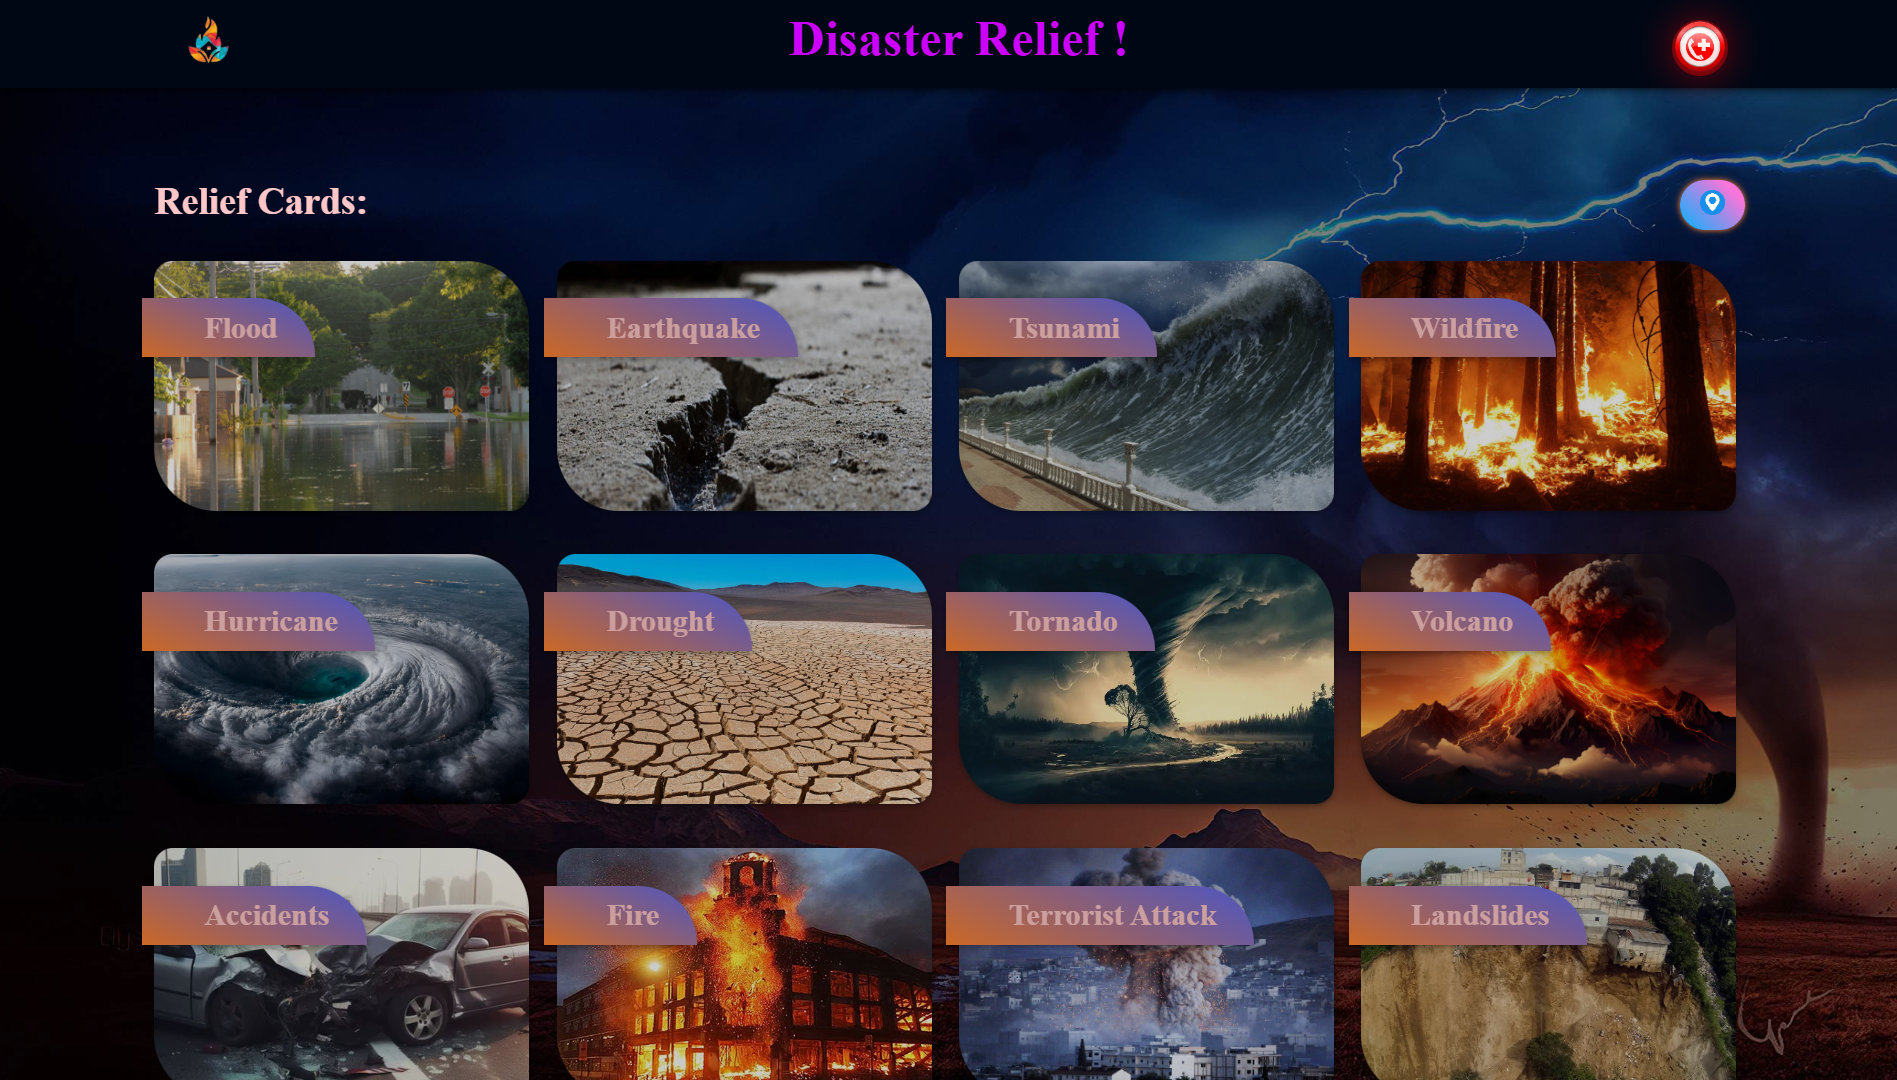 Disaster Relief !
Relief Cards:
Flood
Earthquake
Tsunami
Wildfire
Hurricane
Drought
Tornado
Volcano
Accidents
Fire
Terrorist Attack
Landslides